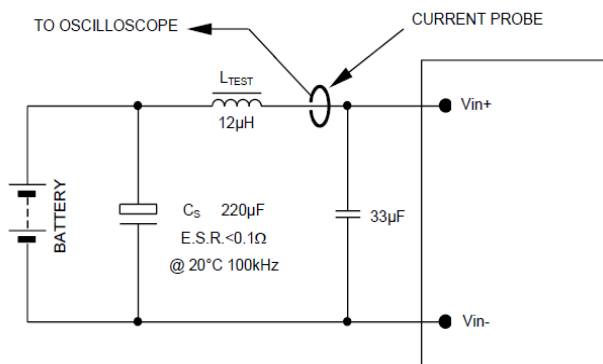 TO OSCILLOSCOPE
CURRENT PROBE
LTEST
12µH
Vin+
BATTERY
CS 220µF
E.S.R.<0.1Ω
@ 20°C 100kHz
33µF
Vin-